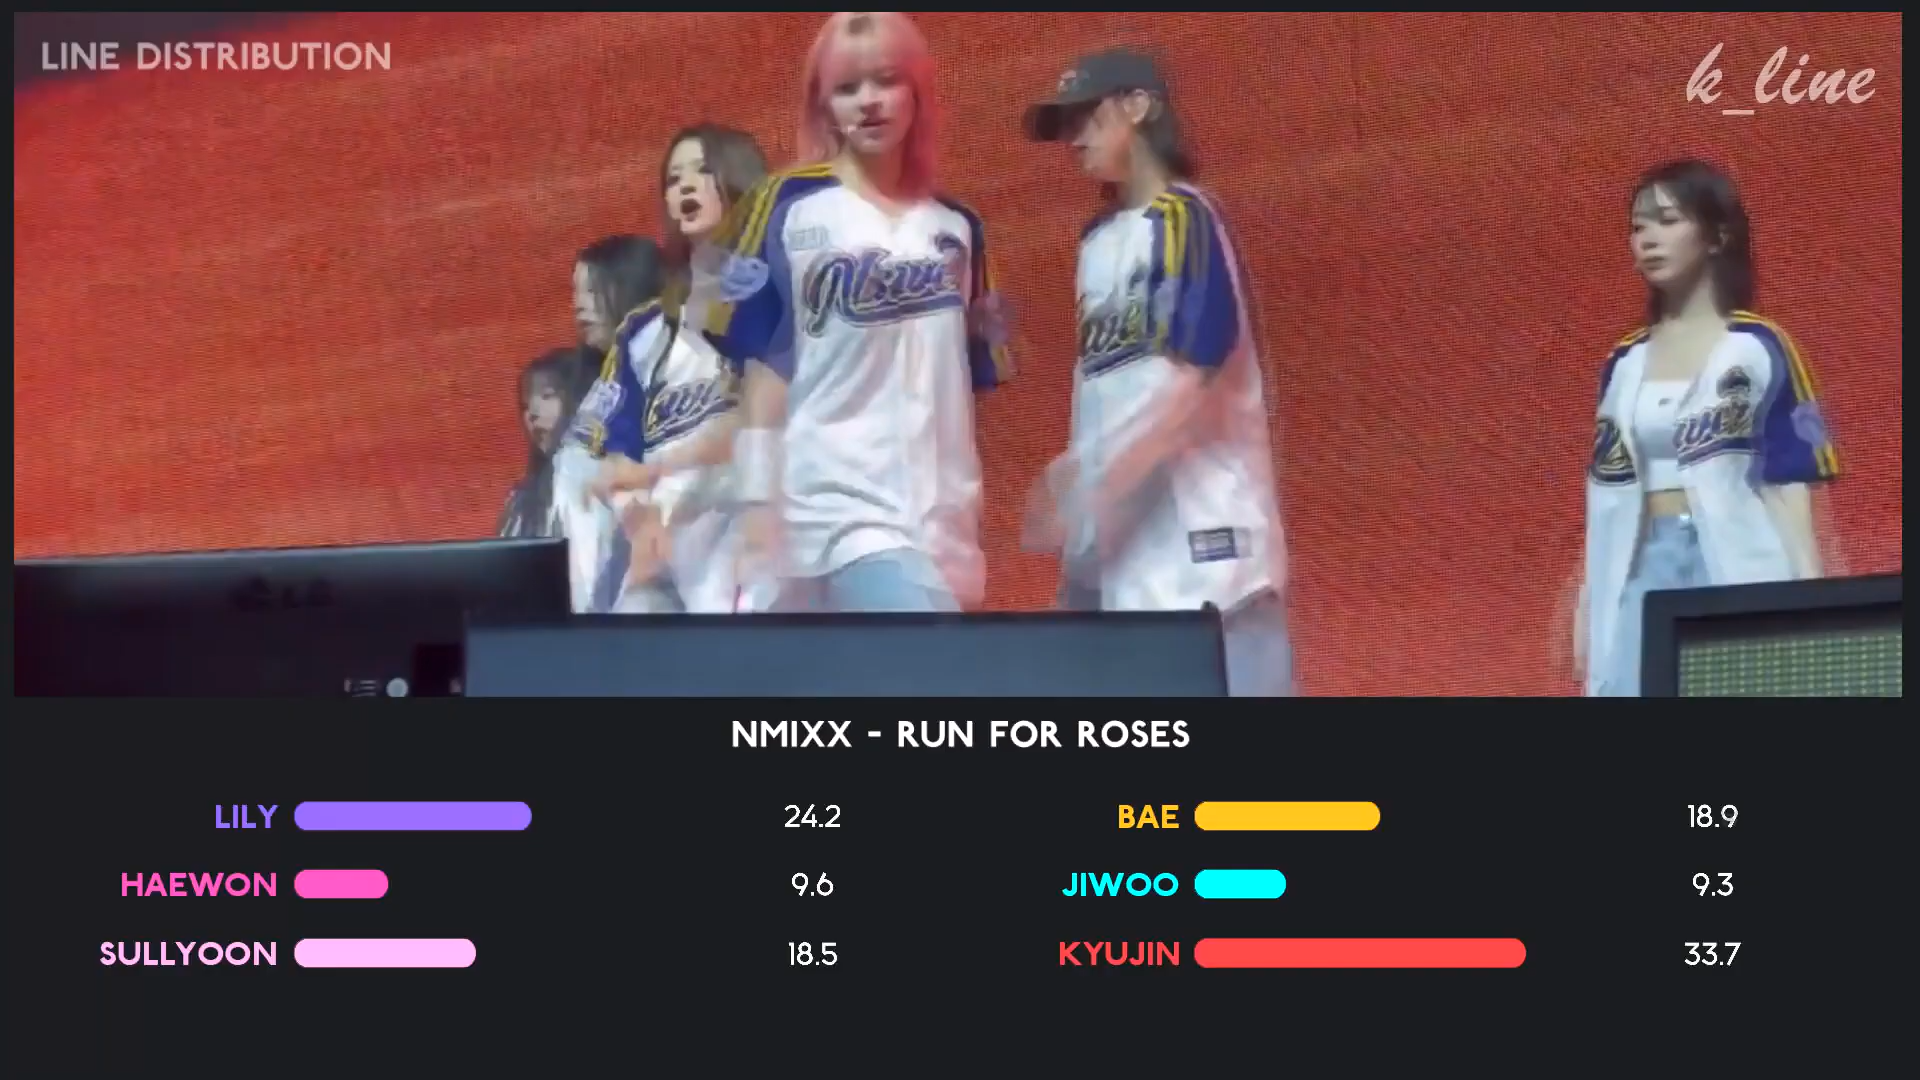 LINE DISTRIBUTION
k_line
NMIXX - RUN FOR ROSES
LILY 24.2
BAE 18.9
HAEWON 9.6
JIWOO 9.3
SULLYOON 18.5
KYUJIN 33.7